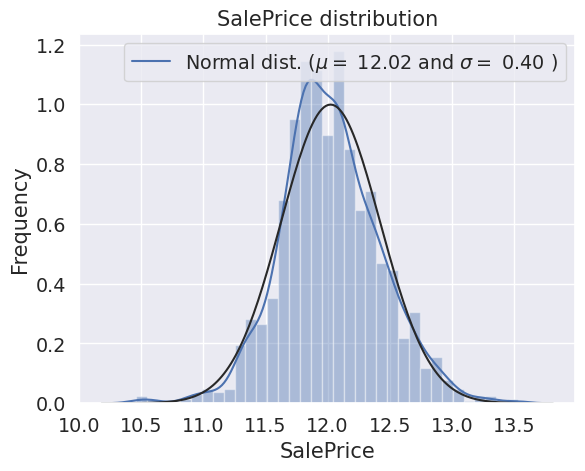 SalePrice distribution
Normal dist. (μ = 12.02 and σ = 0.40 )
1.2
1.0
0.8
0.6
0.4
0.2
0.0
Frequency
10.0 10.5 11.0 11.5 12.0 12.5 13.0 13.5
SalePrice